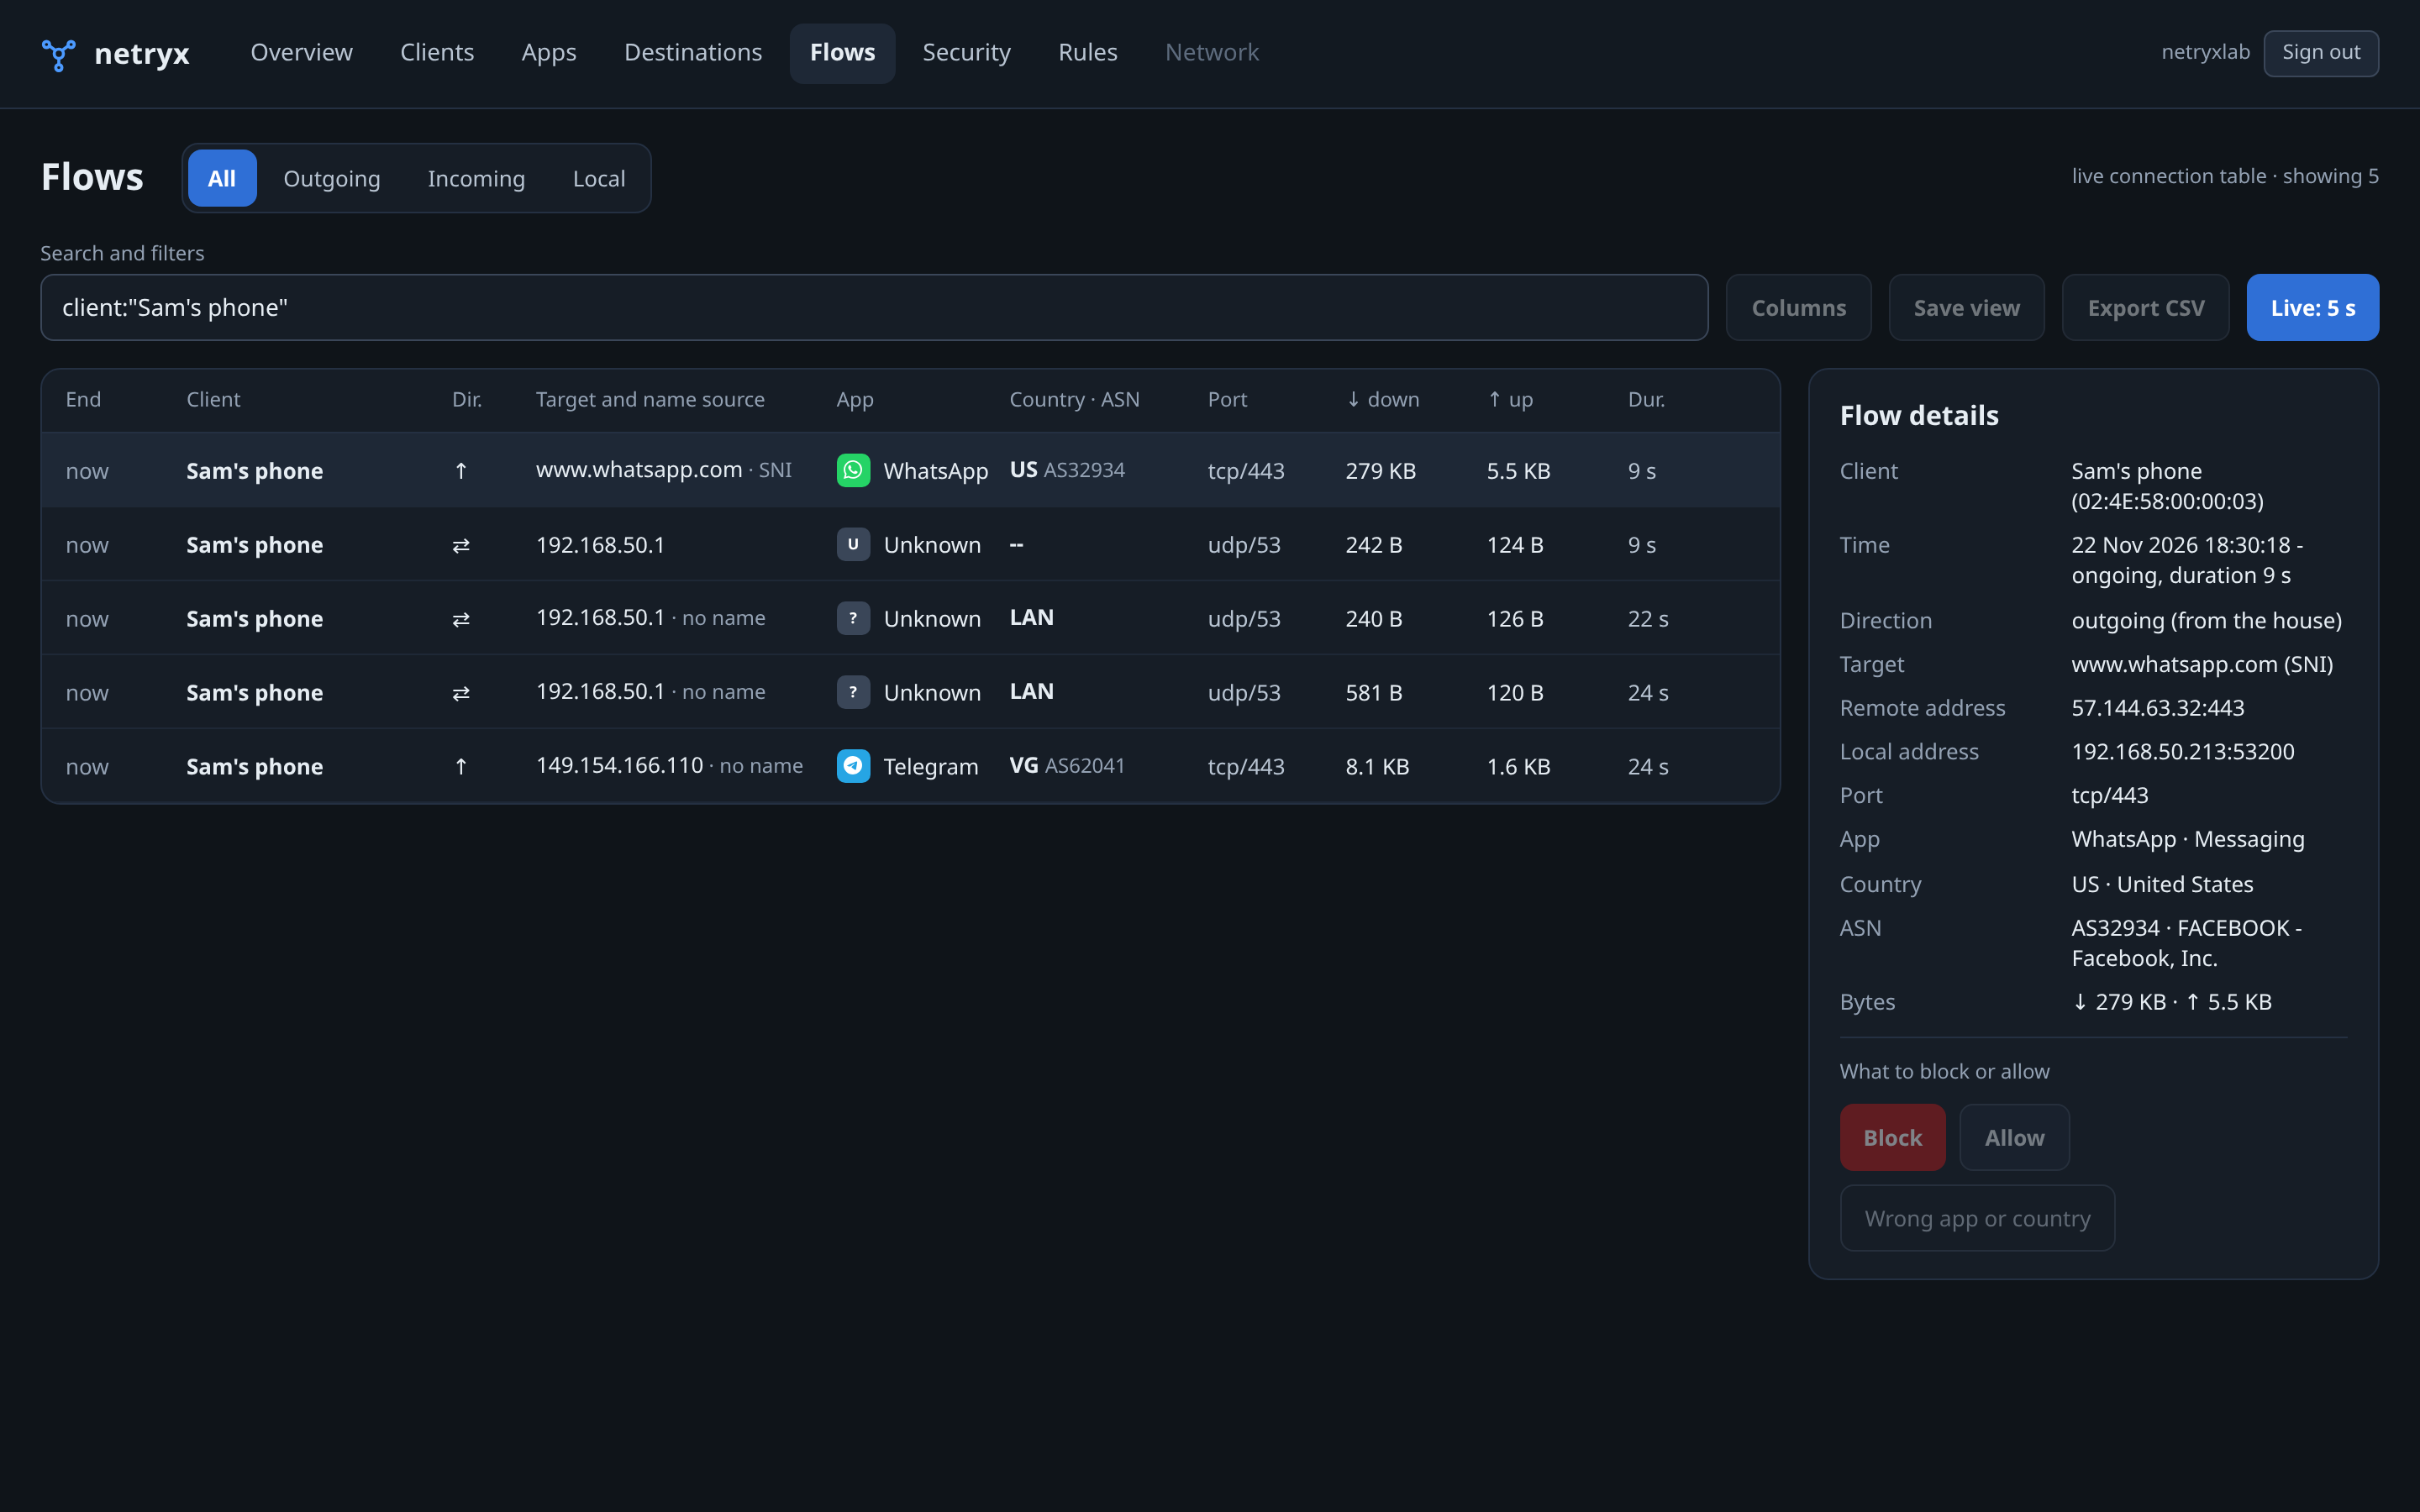 netryx Overview Clients Apps Destinations Flows Security Rules Network netryxlab Sign out
Flows All Outgoing Incoming Local live connection table · showing 5
Search and filters
client:"Sam's phone" Columns Save view Export CSV Live: 5 s
End Client Dir. Target and name source App Country · ASN Port ↓ down ↑ up Dur.
now Sam's phone ↑ www.whatsapp.com · SNI WhatsApp US AS32934 tcp/443 279 KB 5.5 KB 9 s
now Sam's phone ⇄ 192.168.50.1 U Unknown -- udp/53 242 B 124 B 9 s
now Sam's phone ⇄ 192.168.50.1 · no name ? Unknown LAN udp/53 240 B 126 B 22 s
now Sam's phone ⇄ 192.168.50.1 · no name ? Unknown LAN udp/53 581 B 120 B 24 s
now Sam's phone ↑ 149.154.166.110 · no name Telegram VG AS62041 tcp/443 8.1 KB 1.6 KB 24 s
Flow details
Client Sam's phone
(02:4E:58:00:00:03)
Time 22 Nov 2026 18:30:18 -
ongoing, duration 9 s
Direction outgoing (from the house)
Target www.whatsapp.com (SNI)
Remote address 57.144.63.32:443
Local address 192.168.50.213:53200
Port tcp/443
App WhatsApp · Messaging
Country US · United States
ASN AS32934 · FACEBOOK -
Facebook, Inc.
Bytes ↓ 279 KB · ↑ 5.5 KB
What to block or allow
Block Allow
Wrong app or country